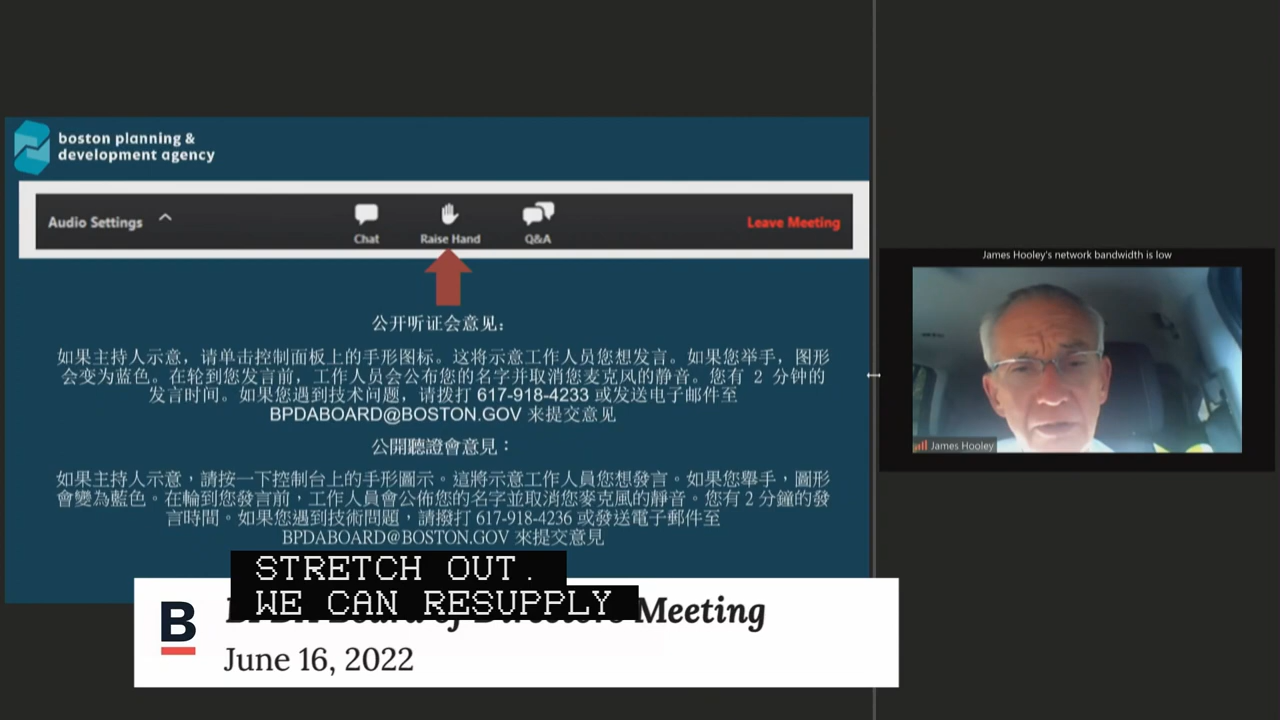 boston planning &
development agency
Audio Settings
Chat
Raise Hand
Q&A
Leave Meeting
公开听证会意见:
如果主持人示意，请单击控制面板上的手形图标。这将示意工作人员您想发言。如果您举手，图形
会变为蓝色。在轮到您发言前，工作人员会公布您的名字并取消您麦克风的静音。您有 2 分钟的
发言时间。如果您遇到技术问题，请拨打 617-918-4233 或发送电子邮件至
BPDABOARD@BOSTON.GOV 来提交意见
公開聽證會意見：
如果主持人示意，請按一下控制台上的手形圖示。這將示意工作人員您想發言。如果您舉手，圖形
會變為藍色。在輪到您發言前，工作人員會公佈您的名字並取消您麥克風的靜音。您有 2 分鐘的發
言時間。如果您遇到技術問題，請撥打 617-918-4236 或發送電子郵件至
BPDABOARD@BOSTON.GOV 來提交意見
James Hooley's network bandwidth is low
James Hooley
STRETCH OUT.
WE CAN RESUPPLY
B
Meeting
June 16, 2022